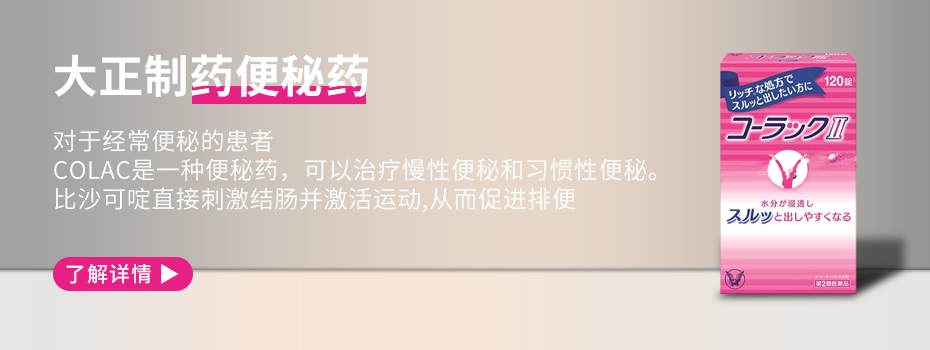 大正制药便秘药
对于经常便秘的患者
COLAC是一种便秘药，可以治疗慢性便秘和习惯性便秘。
比沙可啶直接刺激结肠并激活运动,从而促进排便
了解详情 ▶
120錠
リッチな処方で
スルッと出したい方に
コーラックII
水分が浸透し
スルッと出しやすくなる
第2類医薬品